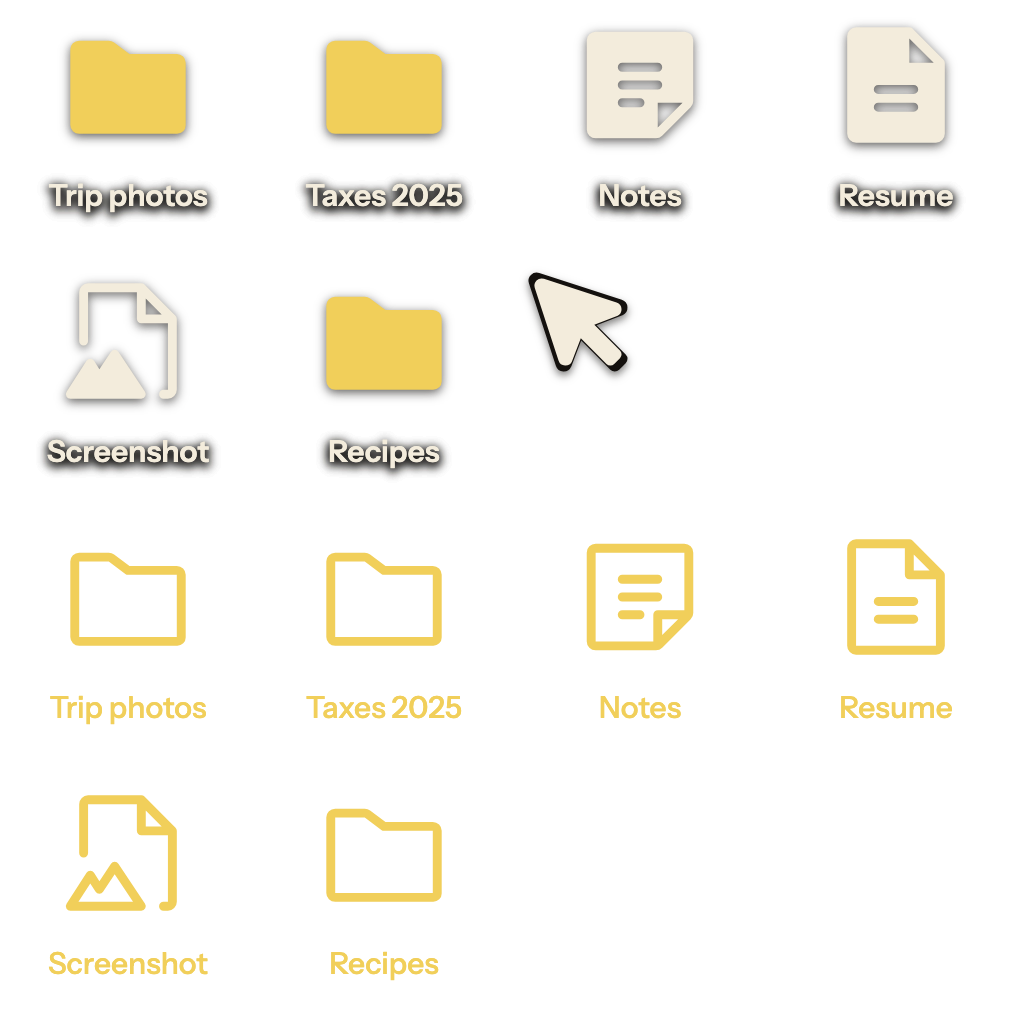 Trip photos
Taxes 2025
Notes
Resume
Screenshot
Recipes
Trip photos
Taxes 2025
Notes
Resume
Screenshot
Recipes